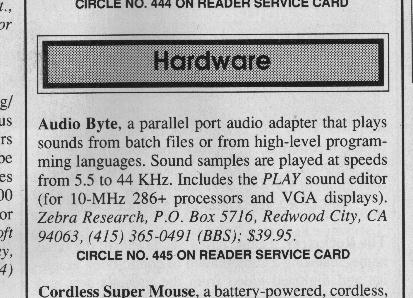 CIRCLE NO. 444 ON READER SERVICE CARD
Hardware
Audio Byte, a parallel port audio adapter that plays
sounds from batch files or from high-level program-
ming languages. Sound samples are played at speeds
from 5.5 to 44 KHz. Includes the PLAY sound editor
(for 10-MHz 286+ processors and VGA displays).
Zebra Research, P.O. Box 5716, Redwood City, CA
94063, (415) 365-0491 (BBS); $39.95.
CIRCLE NO. 445 ON READER SERVICE CARD
Cordless Super Mouse, a battery-powered, cordless,